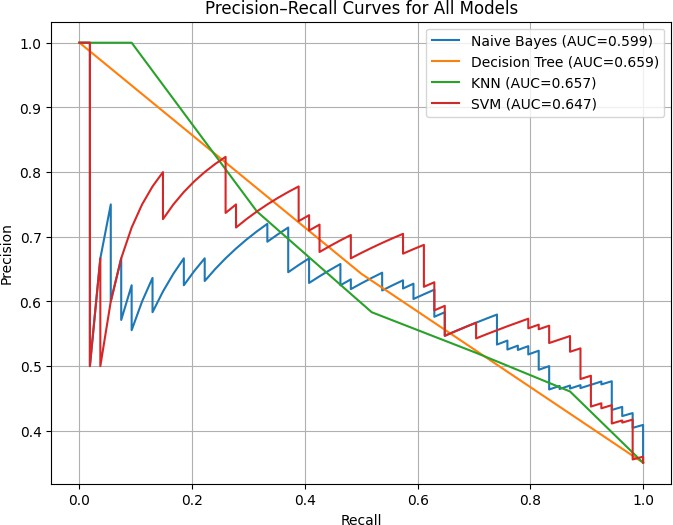 Precision–Recall Curves for All Models
Naive Bayes (AUC=0.599)
Decision Tree (AUC=0.659)
KNN (AUC=0.657)
SVM (AUC=0.647)
Precision
1.0
0.9
0.8
0.7
0.6
0.5
0.4
0.0 0.2 0.4 0.6 0.8 1.0
Recall